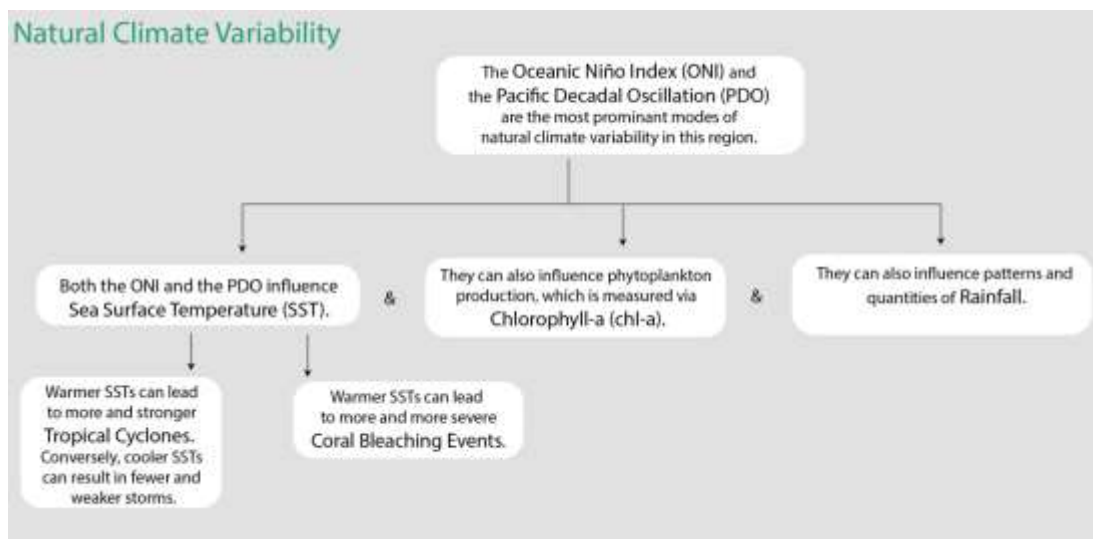 Natural Climate Variability
The Oceanic Niño Index (ONI) and
the Pacific Decadal Oscillation (PDO)
are the most prominant modes of
natural climate variability in this region.
Both the ONI and the PDO influence
Sea Surface Temperature (SST).
&
They can also influence phytoplankton
production, which is measured via
Chlorophyll-a (chl-a).
&
They can also influence patterns and
quantities of Rainfall.
Warmer SSTs can lead
to more and stronger
Tropical Cyclones.
Conversely, cooler SSTs
can result in fewer and
weaker storms.
Warmer SSTs can lead
to more and more severe
Coral Bleaching Events.